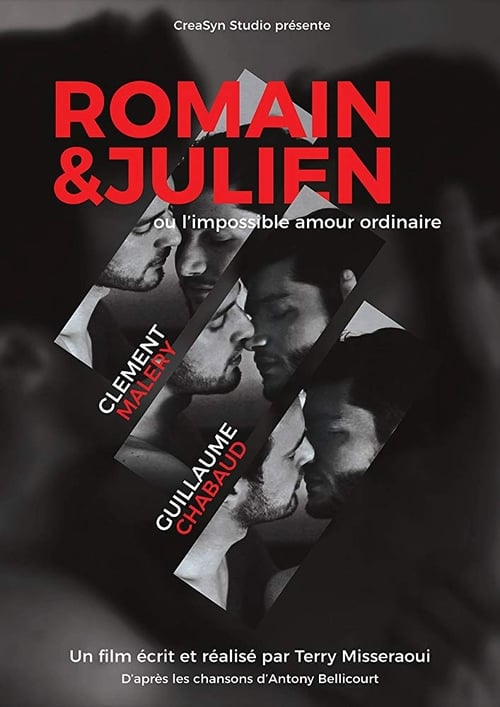 CreaSyn Studio présente
ROMAIN
&JULIEN
ou l'impossible amour ordinaire
CLEMENT
MALERY
GUILLAUME
CHABAUD
Un film écrit et réalisé par Terry Misseraoui
D'après les chansons d'Antony Bellicourt